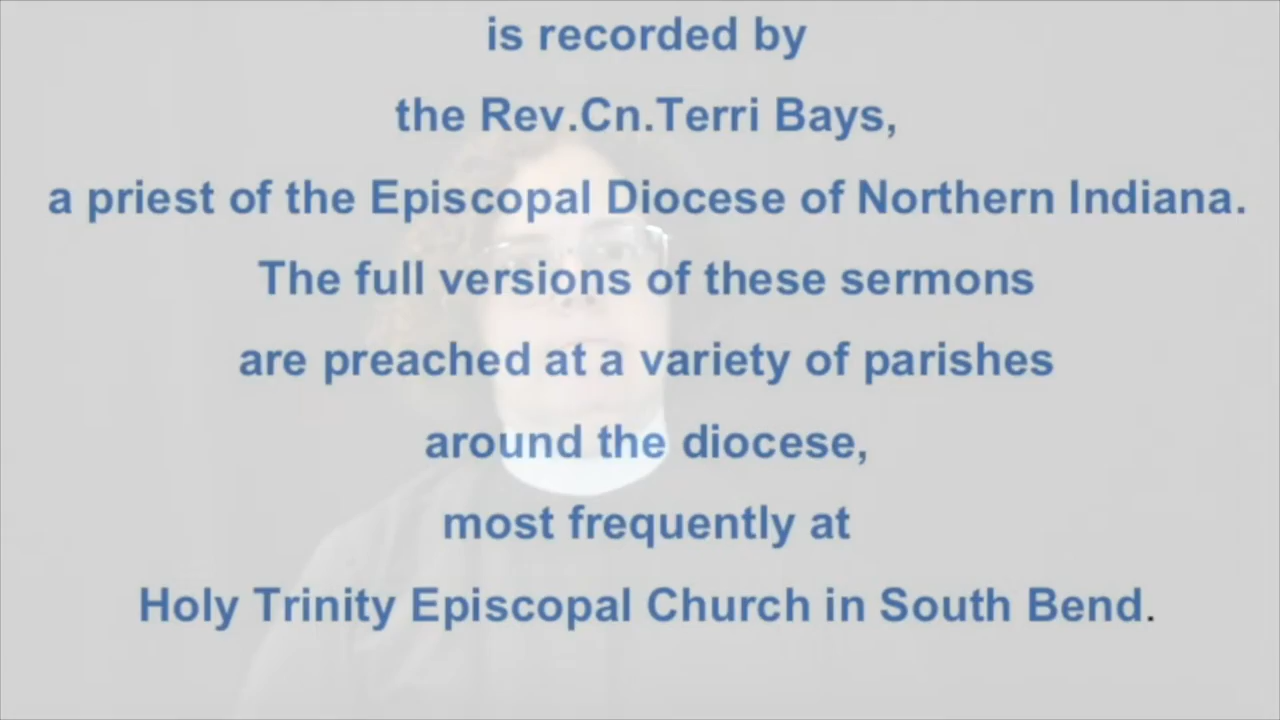 is recorded by
the Rev.Cn.Terri Bays,
a priest of the Episcopal Diocese of Northern Indiana.
The full versions of these sermons
are preached at a variety of parishes
around the diocese,
most frequently at
Holy Trinity Episcopal Church in South Bend.